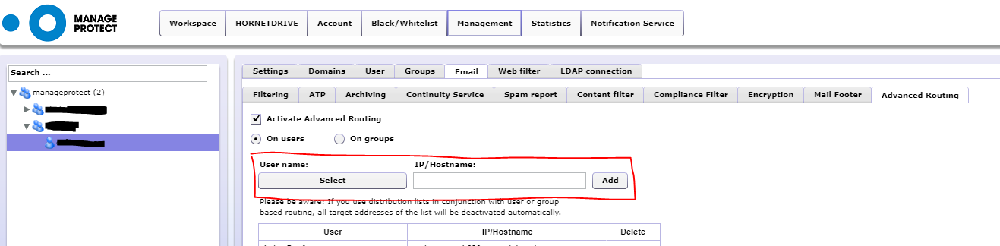 MANAGE
PROTECT
Workspace HORNETDRIVE Account Black/Whitelist Management Statistics Notification Service
Search ...
manageprotect (2)
Settings Domains User Groups Email Web filter LDAP connection
Filtering ATP Archiving Continuity Service Spam report Content filter Compliance Filter Encryption Mail Footer Advanced Routing
Activate Advanced Routing
On users On groups
User name: IP/Hostname:
Select Add
Please be aware: If you use distribution lists in conjunction with user or group
based routing, all target addresses of the list will be deactivated automatically.
User IP/Hostname Delete